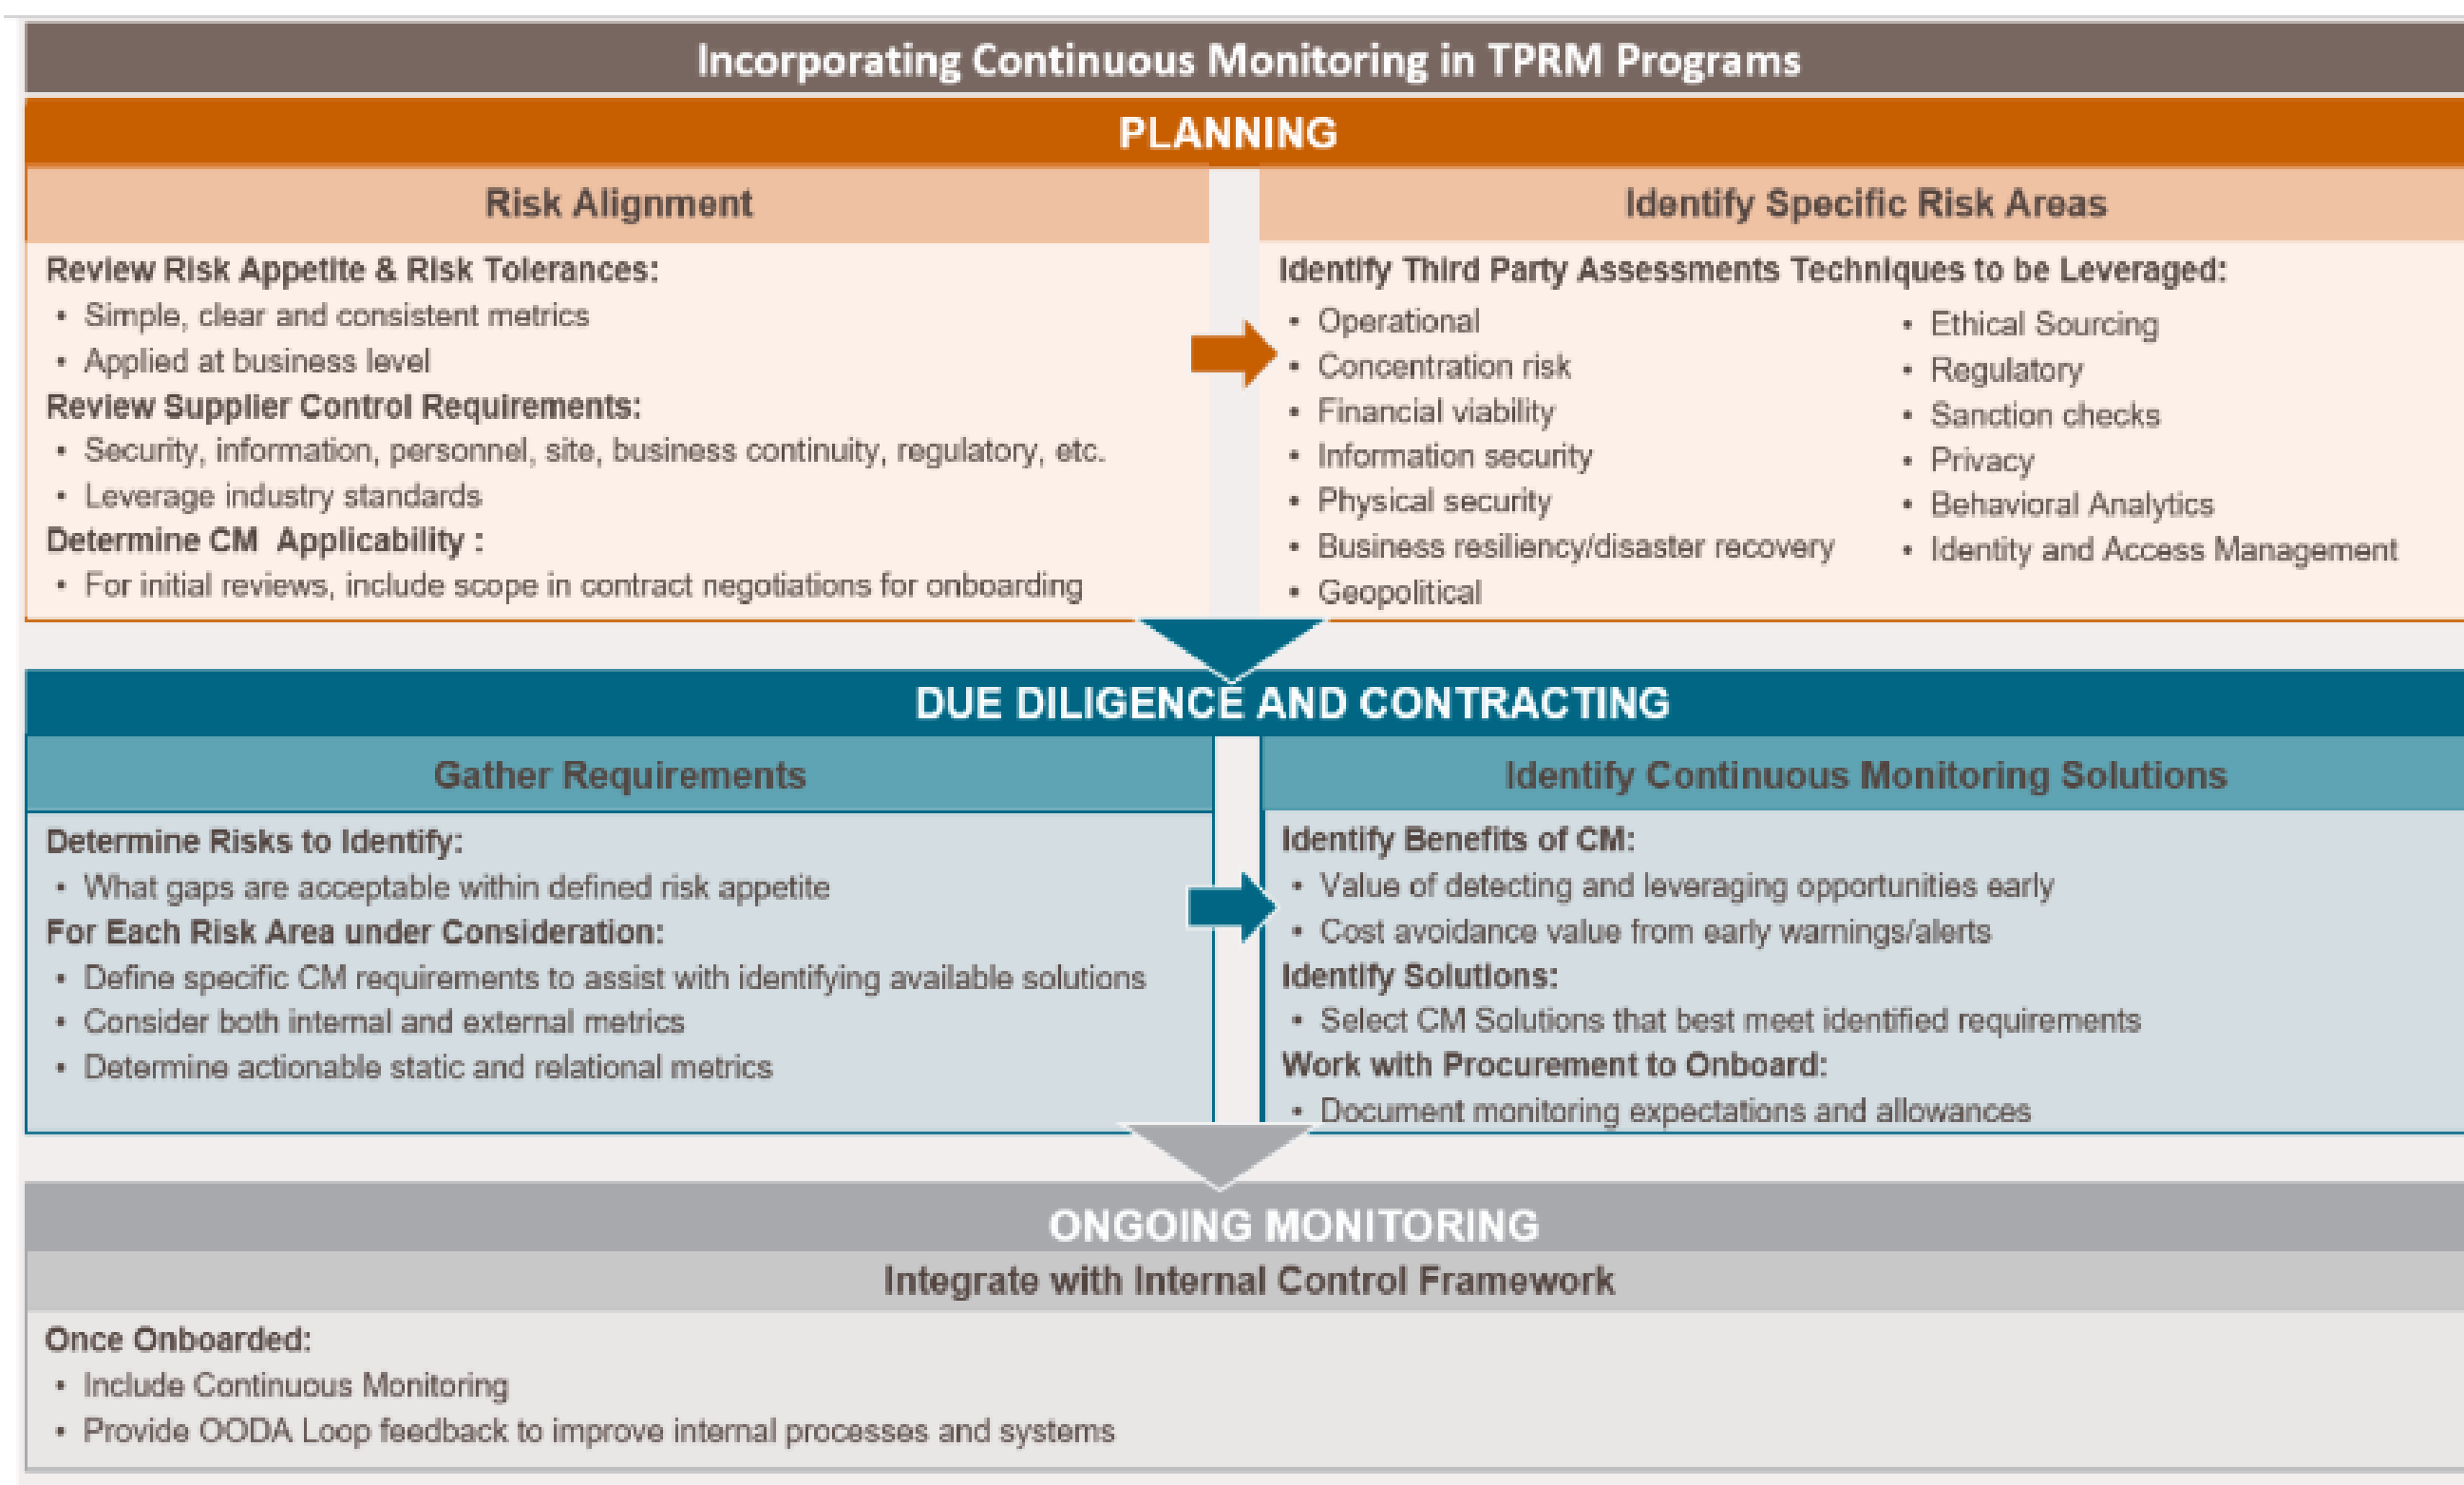 Incorporating Continuous Monitoring in TPRM Programs
PLANNING
Risk Alignment
Review Risk Appetite & Risk Tolerances:
• Simple, clear and consistent metrics
• Applied at business level
Review Supplier Control Requirements:
• Security, information, personnel, site, business continuity, regulatory, etc.
• Leverage industry standards
Determine CM Applicability :
• For initial reviews, include scope in contract negotiations for onboarding
Identify Specific Risk Areas
Identify Third Party Assessments Techniques to be Leveraged:
• Operational
• Concentration risk
• Financial viability
• Information security
• Physical security
• Business resiliency/disaster recovery
• Geopolitical
• Ethical Sourcing
• Regulatory
• Sanction checks
• Privacy
• Behavioral Analytics
• Identity and Access Management
DUE DILIGENCE AND CONTRACTING
Gather Requirements
Determine Risks to Identify:
• What gaps are acceptable within defined risk appetite
For Each Risk Area under Consideration:
• Define specific CM requirements to assist with identifying available solutions
• Consider both internal and external metrics
• Determine actionable static and relational metrics
Identify Continuous Monitoring Solutions
Identify Benefits of CM:
• Value of detecting and leveraging opportunities early
• Cost avoidance value from early warnings/alerts
Identify Solutions:
• Select CM Solutions that best meet identified requirements
Work with Procurement to Onboard:
• Document monitoring expectations and allowances
ONGOING MONITORING
Integrate with Internal Control Framework
Once Onboarded:
• Include Continuous Monitoring
• Provide OODA Loop feedback to improve internal processes and systems